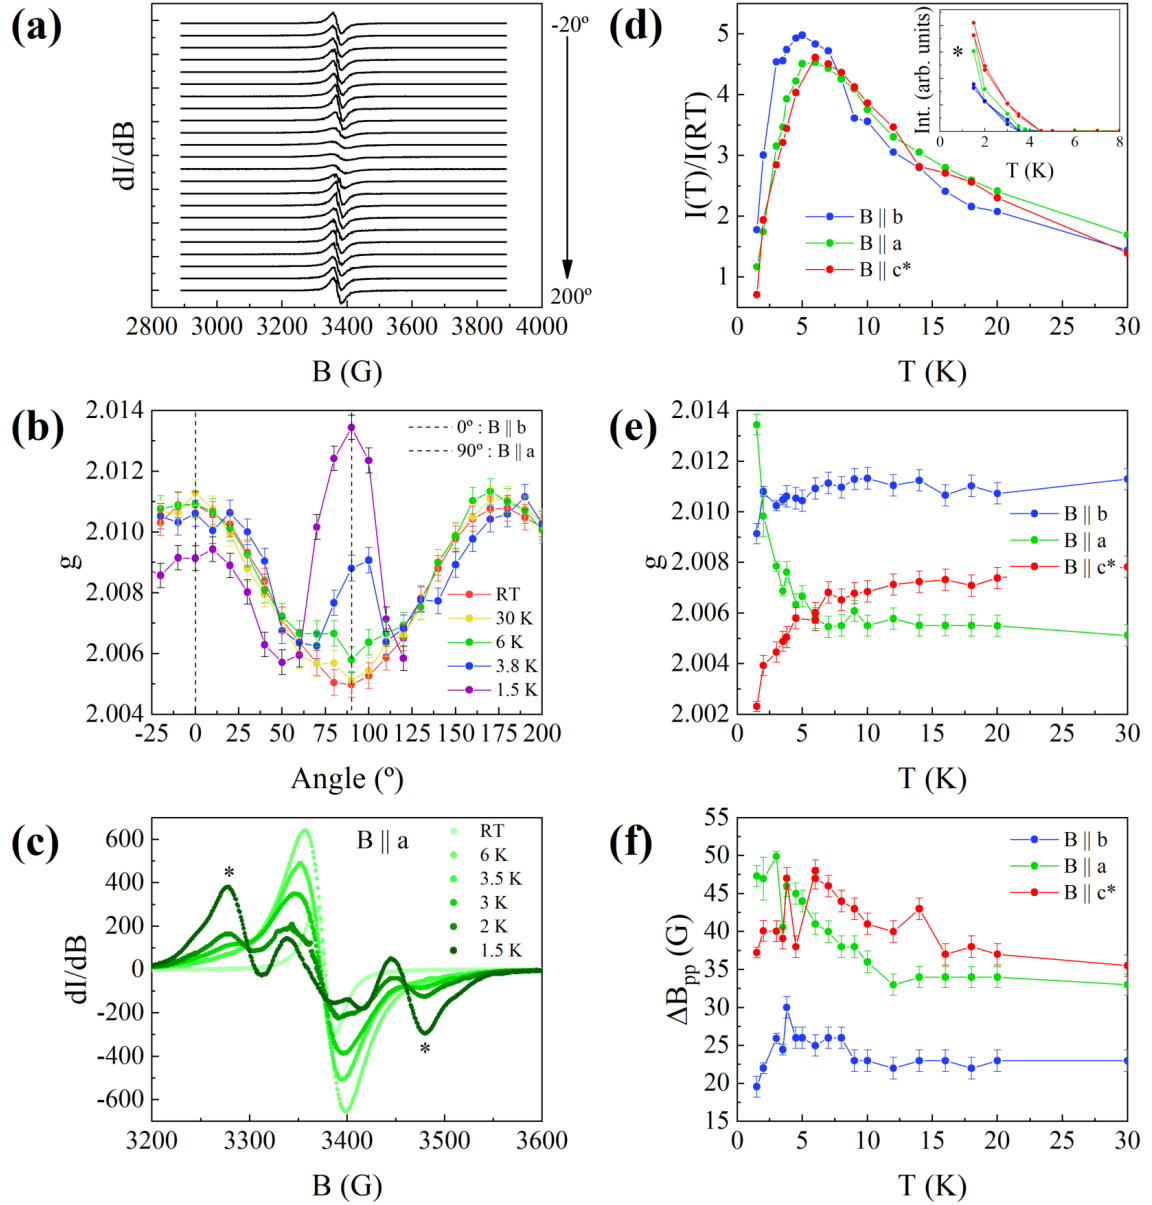 (a)
dI/dB
-20º
200º
2800 3000 3200 3400 3600 3800 4000
B (G)
(d)
I(T)/I(RT)
5
4
3
2
1
B || b
B || a
B || c*
Int. (arb. units)
*
0 2 4 6 8
T (K)
0 5 10 15 20 25 30
T (K)
(b)
g
2.014
2.012
2.010
2.008
2.006
2.004
0º : B || b
90º : B || a
RT
30 K
6 K
3.8 K
1.5 K
-25 0 25 50 75 100 125 150 175 200
Angle (º)
(e)
g
2.014
2.012
2.010
2.008
2.006
2.004
2.002
B || b
B || a
B || c*
0 5 10 15 20 25 30
T (K)
(c)
dI/dB
600
400
200
0
-200
-400
-600
B || a
RT
6 K
3.5 K
3 K
2 K
1.5 K
*
*
3200 3300 3400 3500 3600
B (G)
(f)
ΔBpp (G)
55
50
45
40
35
30
25
20
15
B || b
B || a
B || c*
0 5 10 15 20 25 30
T (K)